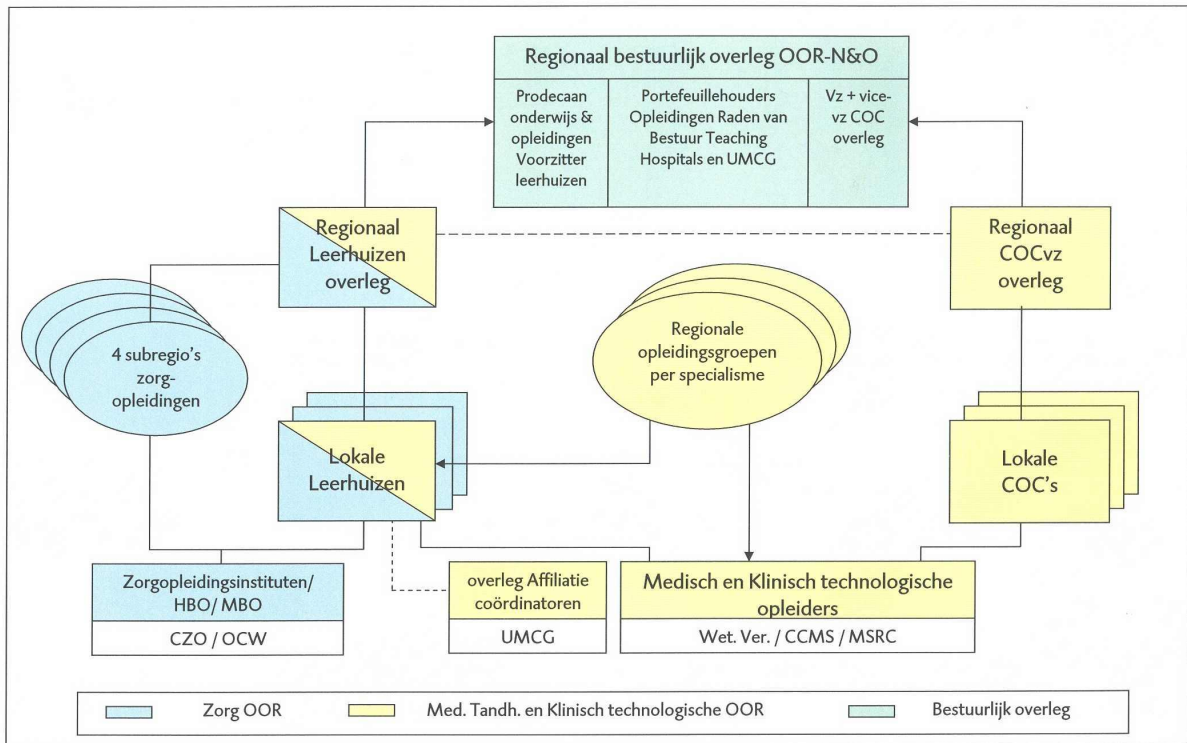 Regionaal bestuurlijk overleg OOR-N&O
Prodecaan
onderwijs &
opleidingen
Voorzitter
leerhuizen
Portefeuillehouders
Opleidingen Raden van
Bestuur Teaching
Hospitals en UMCG
Vz + vice-
vz COC
overleg
Regionaal
Leerhuizen
overleg
Regionaal
COCvz
overleg
4 subregio's
zorg-
opleidingen
Regionale
opleidingsgroepen
per specialisme
Lokale
Leerhuizen
Lokale
COC's
Zorgopleidingsinstituten/
HBO/ MBO
CZO / OCW
overleg Affiliatie
coördinatoren
UMCG
Medisch en Klinisch technologische
opleiders
Wet. Ver. / CCMS / MSRC
Zorg OOR
Med. Tandh. en Klinisch technologische OOR
Bestuurlijk overleg